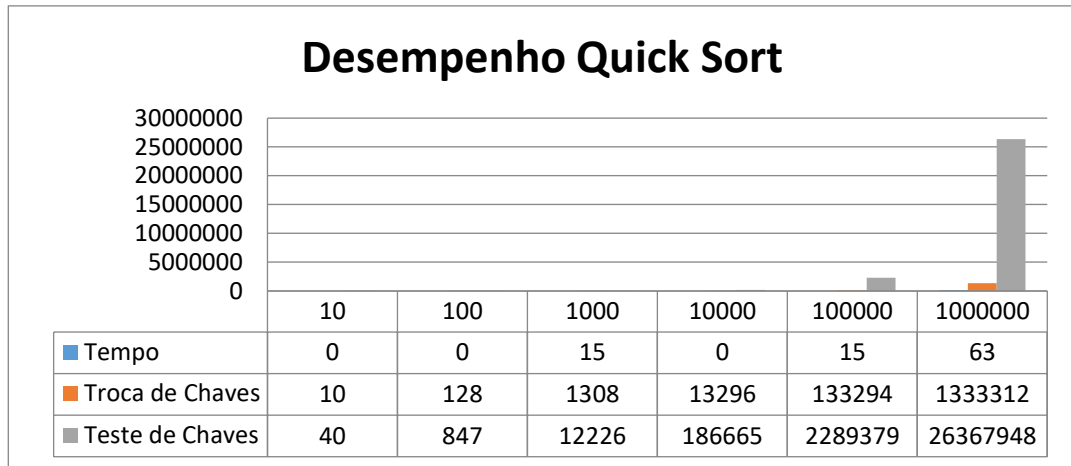 Desempenho Quick Sort
30000000
25000000
20000000
15000000
10000000
5000000
0
10 100 1000 10000 100000 1000000
Tempo 0 0 15 0 15 63
Troca de Chaves 10 128 1308 13296 133294 1333312
Teste de Chaves 40 847 12226 186665 2289379 26367948